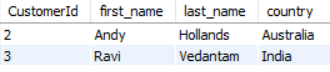 CustomerId first_name last_name country
2 Andy Hollands Australia
3 Ravi Vedantam India